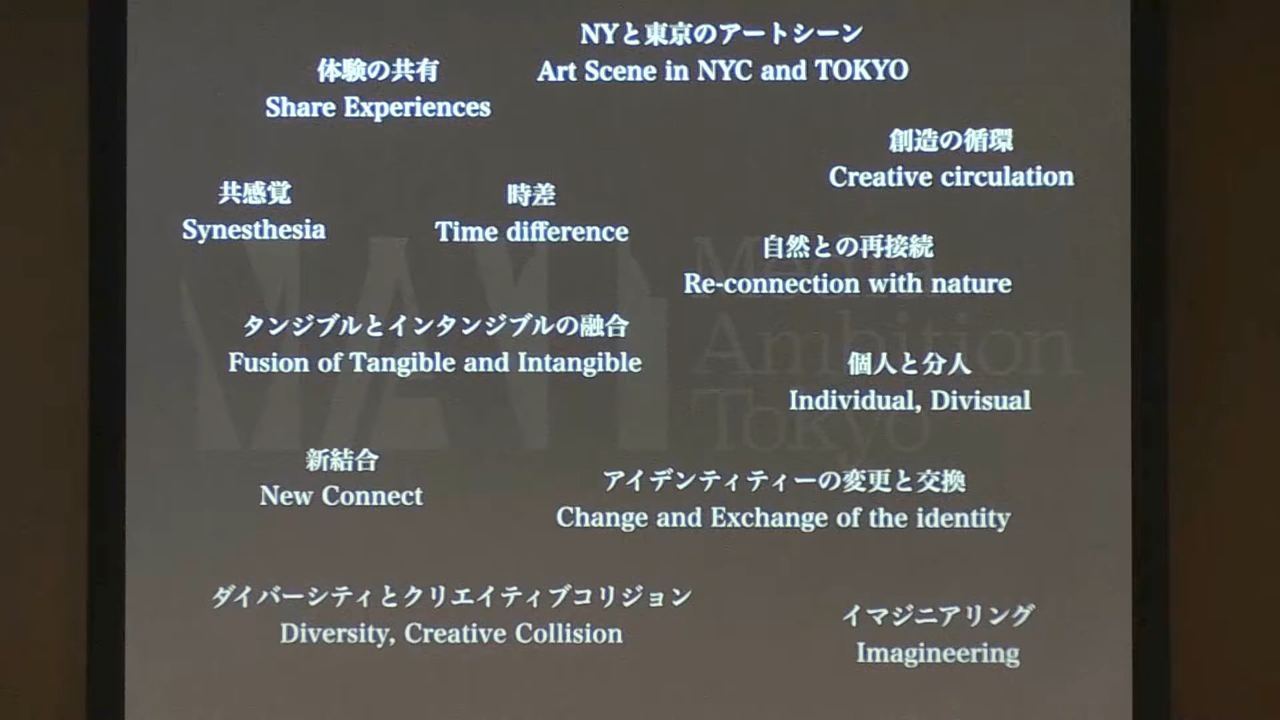 NYと東京のアートシーン
Art Scene in NYC and TOKYO
体験の共有
Share Experiences
創造の循環
Creative circulation
共感覚
Synesthesia
時差
Time difference
自然との再接続
Re-connection with nature
タンジブルとインタンジブルの融合
Fusion of Tangible and Intangible
個人と分人
Individual, Divisual
新結合
New Connect
アイデンティティーの変更と交換
Change and Exchange of the identity
ダイバーシティとクリエイティブコリジョン
Diversity, Creative Collision
イマジニアリング
Imagineering
MAT
Media
Ambition
Tokyo